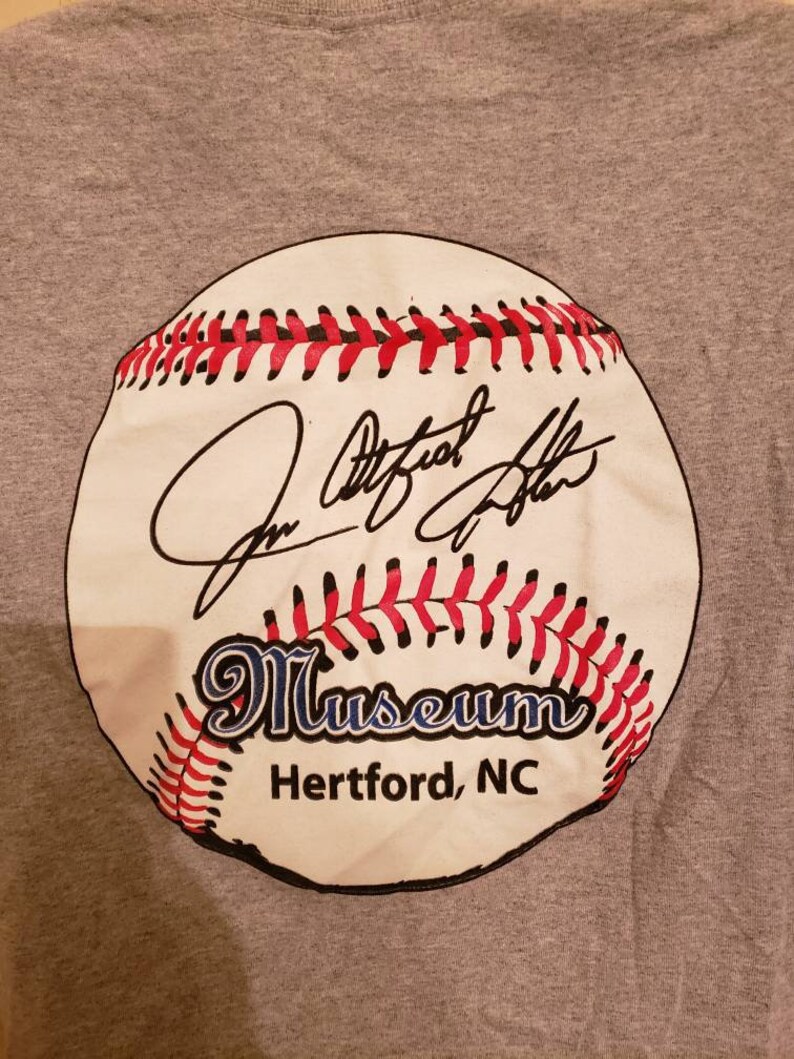 Jim Catfish Hunter
Museum
Hertford, NC